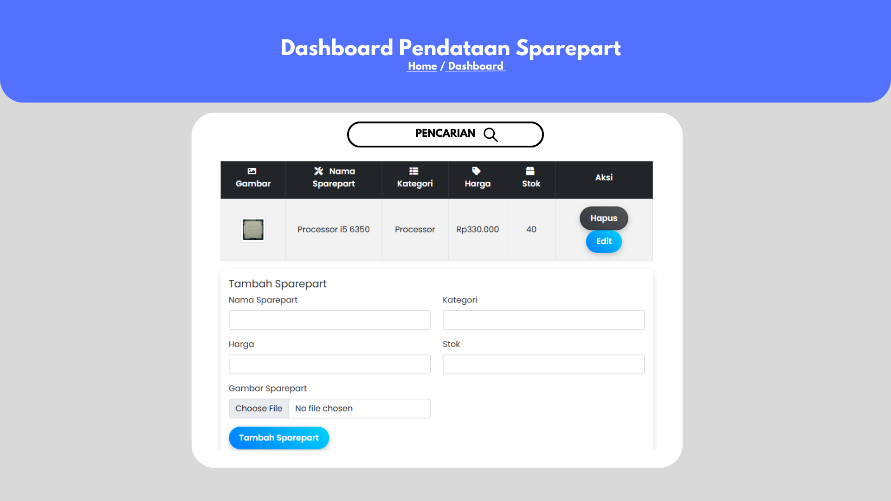 Dashboard Pendataan Sparepart
Home / Dashboard
PENCARIAN
Gambar
Nama
Sparepart
Kategori
Harga
Stok
Aksi
Processor i5 6350
Processor
Rp330.000
40
Hapus
Edit
Tambah Sparepart
Nama Sparepart
Kategori
Harga
Stok
Gambar Sparepart
Choose File No file chosen
Tambah Sparepart